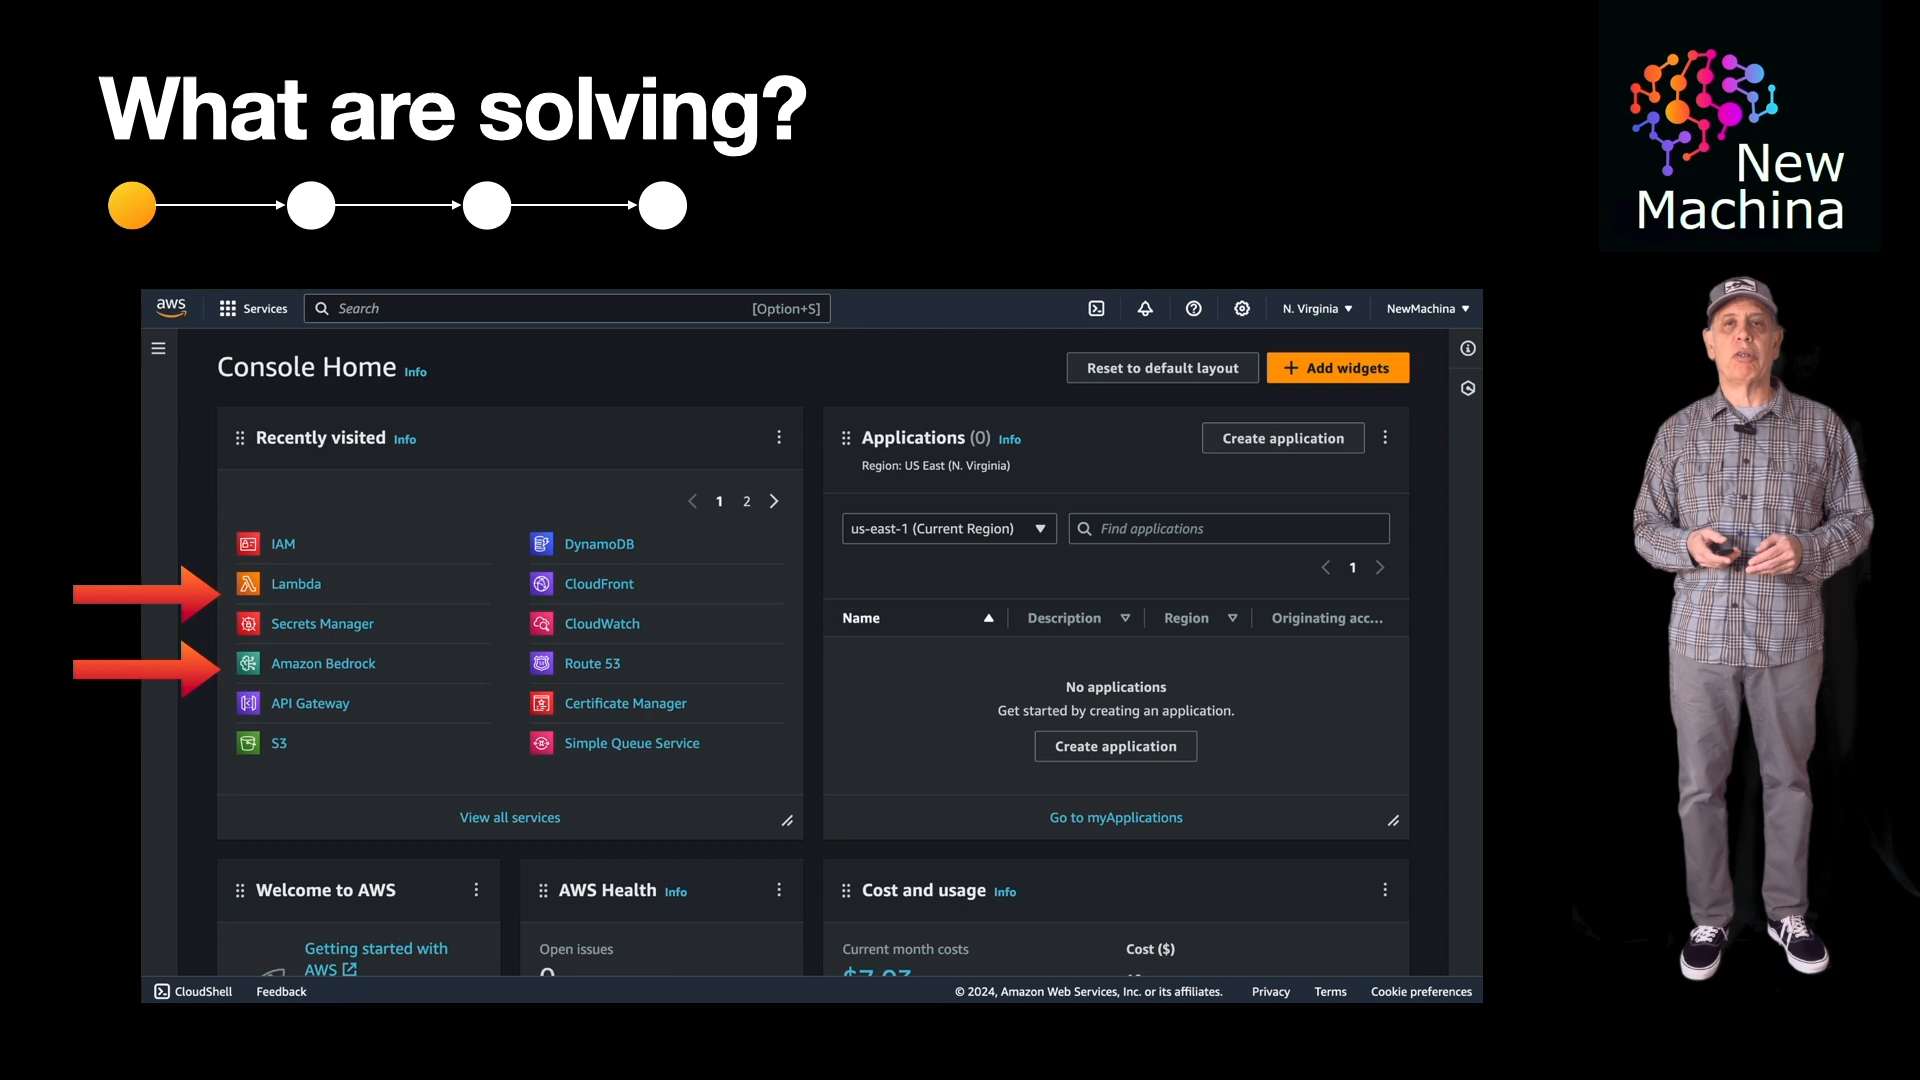 What are solving?
New
Machina
aws
Services
Search
[Option+S]
N. Virginia
NewMachina
Console Home Info
Reset to default layout
Add widgets
Recently visited Info
1 2
IAM
Lambda
Secrets Manager
Amazon Bedrock
API Gateway
S3
DynamoDB
CloudFront
CloudWatch
Route 53
Certificate Manager
Simple Queue Service
View all services
Applications (0) Info
Region: US East (N. Virginia)
Create application
us-east-1 (Current Region)
Find applications
1
Name
Description
Region
Originating acc...
No applications
Get started by creating an application.
Create application
Go to myApplications
Welcome to AWS
Getting started with
AWS
AWS Health Info
Open issues
Cost and usage Info
Current month costs
Cost ($)
CloudShell
Feedback
© 2024, Amazon Web Services, Inc. or its affiliates.
Privacy
Terms
Cookie preferences